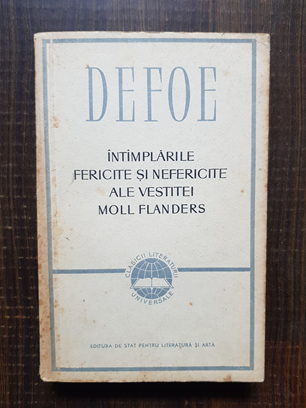 DEFOE
ÎNTÎMPLĂRILE
FERICITE ȘI NEFERICITE
ALE VESTITEI
MOLL FLANDERS
CLASICII LITERATURII
UNIVERSALE
EDITURA DE STAT PENTRU LITERATURĂ ȘI ARTĂ